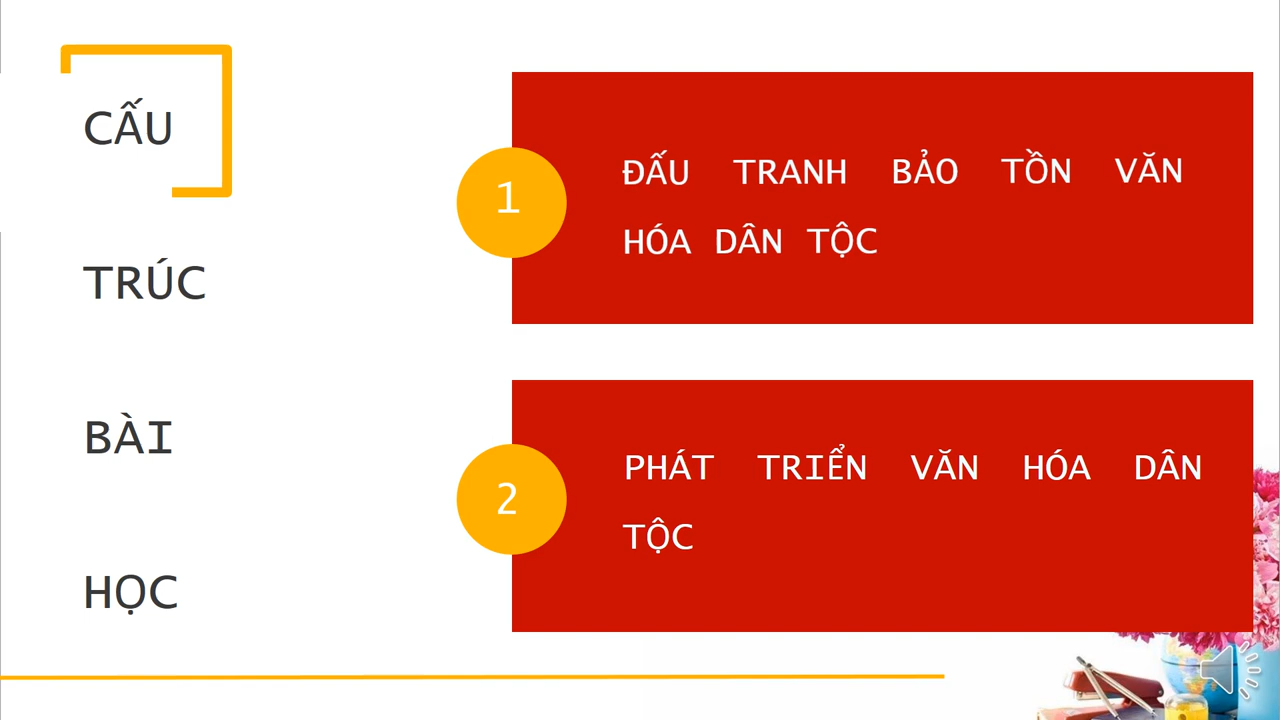 CẤU
TRÚC
BÀI
HỌC
1
ĐẤU TRANH BẢO TỒN VĂN
HÓA DÂN TỘC
2
PHÁT TRIỂN VĂN HÓA DÂN
TỘC